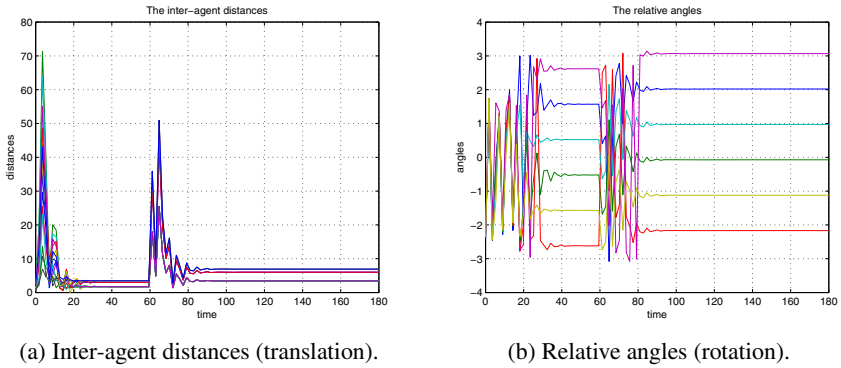 The inter−agent distances
80
70
60
50
40
30
20
10
0
distances
0 20 40 60 80 100 120 140 160 180
time
(a) Inter-agent distances (translation).
The relative angles
4
3
2
1
0
−1
−2
−3
−4
angles
0 20 40 60 80 100 120 140 160 180
time
(b) Relative angles (rotation).